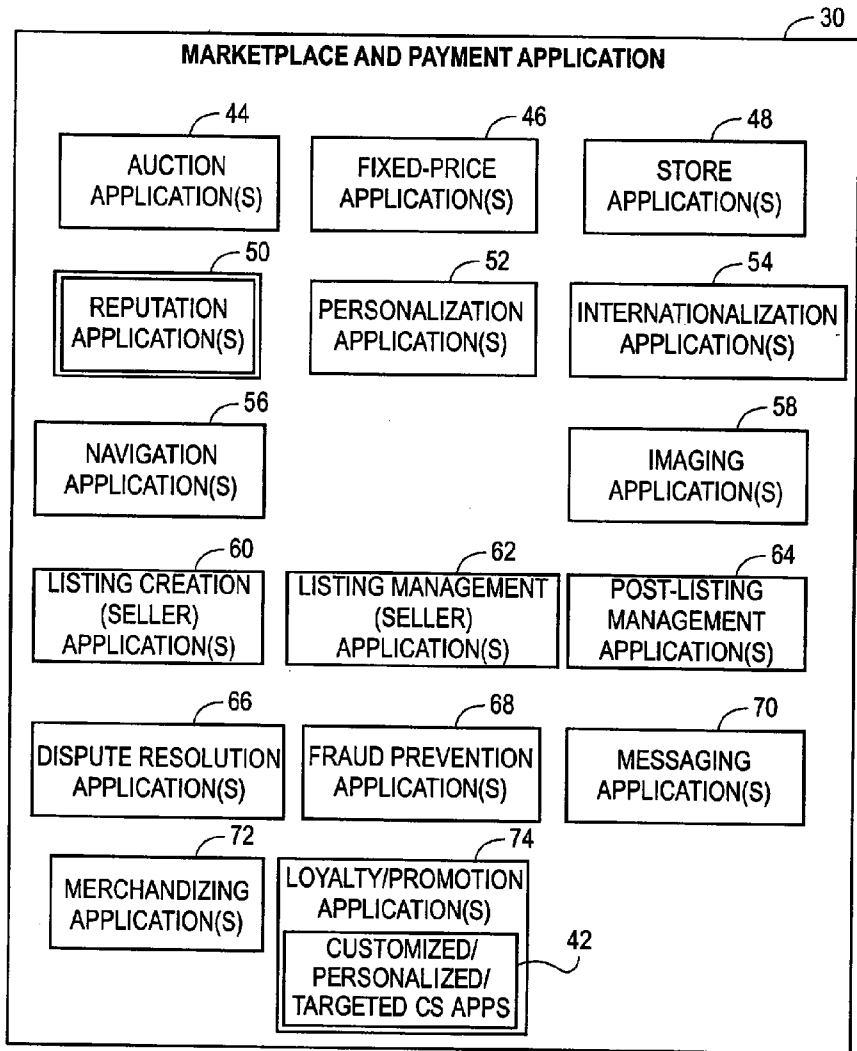 30
MARKETPLACE AND PAYMENT APPLICATION
44
AUCTION
APPLICATION(S)
46
FIXED-PRICE
APPLICATION(S)
48
STORE
APPLICATION(S)
50
REPUTATION
APPLICATION(S)
52
PERSONALIZATION
APPLICATION(S)
54
INTERNATIONALIZATION
APPLICATION(S)
56
NAVIGATION
APPLICATION(S)
58
IMAGING
APPLICATION(S)
60
LISTING CREATION
(SELLER)
APPLICATION(S)
62
LISTING MANAGEMENT
(SELLER)
APPLICATION(S)
64
POST-LISTING
MANAGEMENT
APPLICATION(S)
66
DISPUTE RESOLUTION
APPLICATION(S)
68
FRAUD PREVENTION
APPLICATION(S)
70
MESSAGING
APPLICATION(S)
72
MERCHANDIZING
APPLICATION(S)
74
LOYALTY/PROMOTION
APPLICATION(S)
42
CUSTOMIZED/
PERSONALIZED/
TARGETED CS APPS